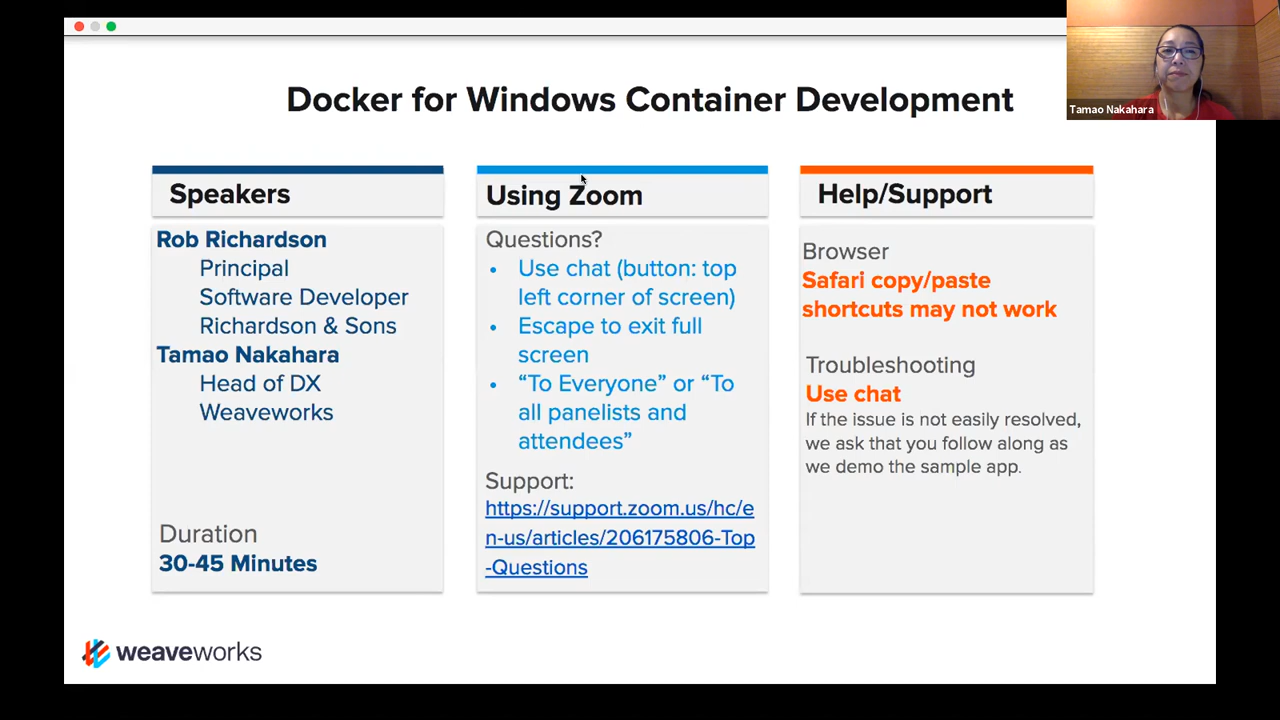 Docker for Windows Container Development
Tamao Nakahara
Speakers
Rob Richardson
Principal
Software Developer
Richardson & Sons
Tamao Nakahara
Head of DX
Weaveworks
Duration
30-45 Minutes
Using Zoom
Questions?
• Use chat (button: top
left corner of screen)
• Escape to exit full
screen
• “To Everyone” or “To
all panelists and
attendees”
Support:
https://support.zoom.us/hc/e
n-us/articles/206175806-Top
-Questions
Help/Support
Browser
Safari copy/paste
shortcuts may not work
Troubleshooting
Use chat
If the issue is not easily resolved,
we ask that you follow along as
we demo the sample app.
weaveworks